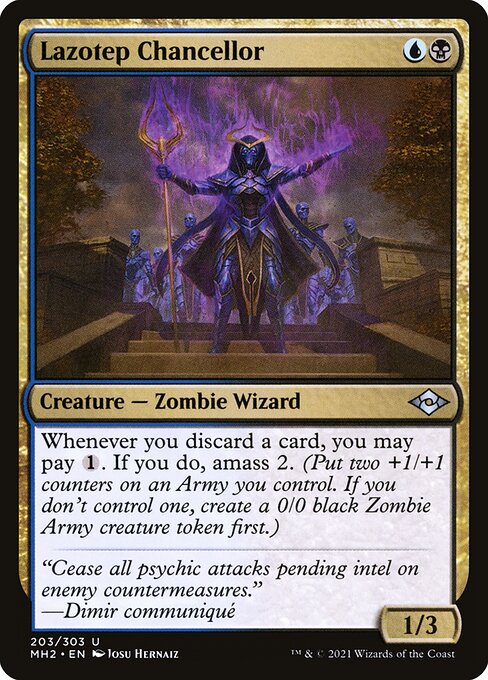 Lazotep Chancellor
Creature — Zombie Wizard
Whenever you discard a card, you may
pay 1. If you do, amass 2. (Put two +1/+1
counters on an Army you control. If you
don't control one, create a 0/0 black Zombie
Army creature token first.)
“Cease all psychic attacks pending intel on
enemy countermeasures.”
—Dimir communiqué
1/3
203/303 U
MH2 • EN Josu Hernaiz
™ & © 2021 Wizards of the Coast